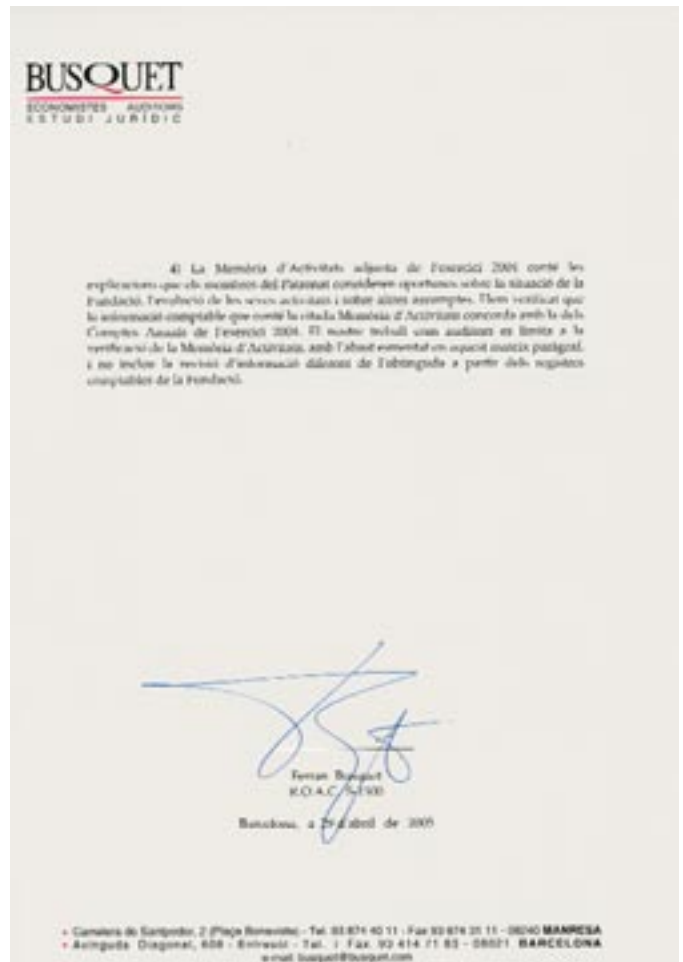 BUSQUET
ECONOMISTES AUDITORS
ESTUDI JURÍDIC
4) La Memòria d'Activitats adjunta de l'exercici 2004 conté les
explicacions que els membres del Patronat consideren oportunes sobre la situació de la
Fundació, l'evolució de les seves activitats i sobre altres assumptes. Hem verificat que
la informació comptable que conté la citada Memòria d'Activitats concorda amb la dels
Comptes Anuals de l'exercici 2004. El nostre treball com auditors es limita a la
verificació de la Memòria d'Activitats, amb l'abast esmentat en aquest mateix paràgraf,
i no inclou la revisió d'informació diferent de l'obtinguda a partir dels registres
comptables de la Fundació.
Ferran Busquet
R.O.A.C.
Barcelona, a 29 d'abril de 2005
Carretera de Santpedor, 2 (Plaça Bonavista) - Tel. 93 874 40 11 - Fax 93 874 31 11 - 08240 MANRESA
Avinguda Diagonal, 608 - Entresòl - Tel. i Fax 93 414 71 83 - 08021 BARCELONA
e-mail: busquet@busquet.com